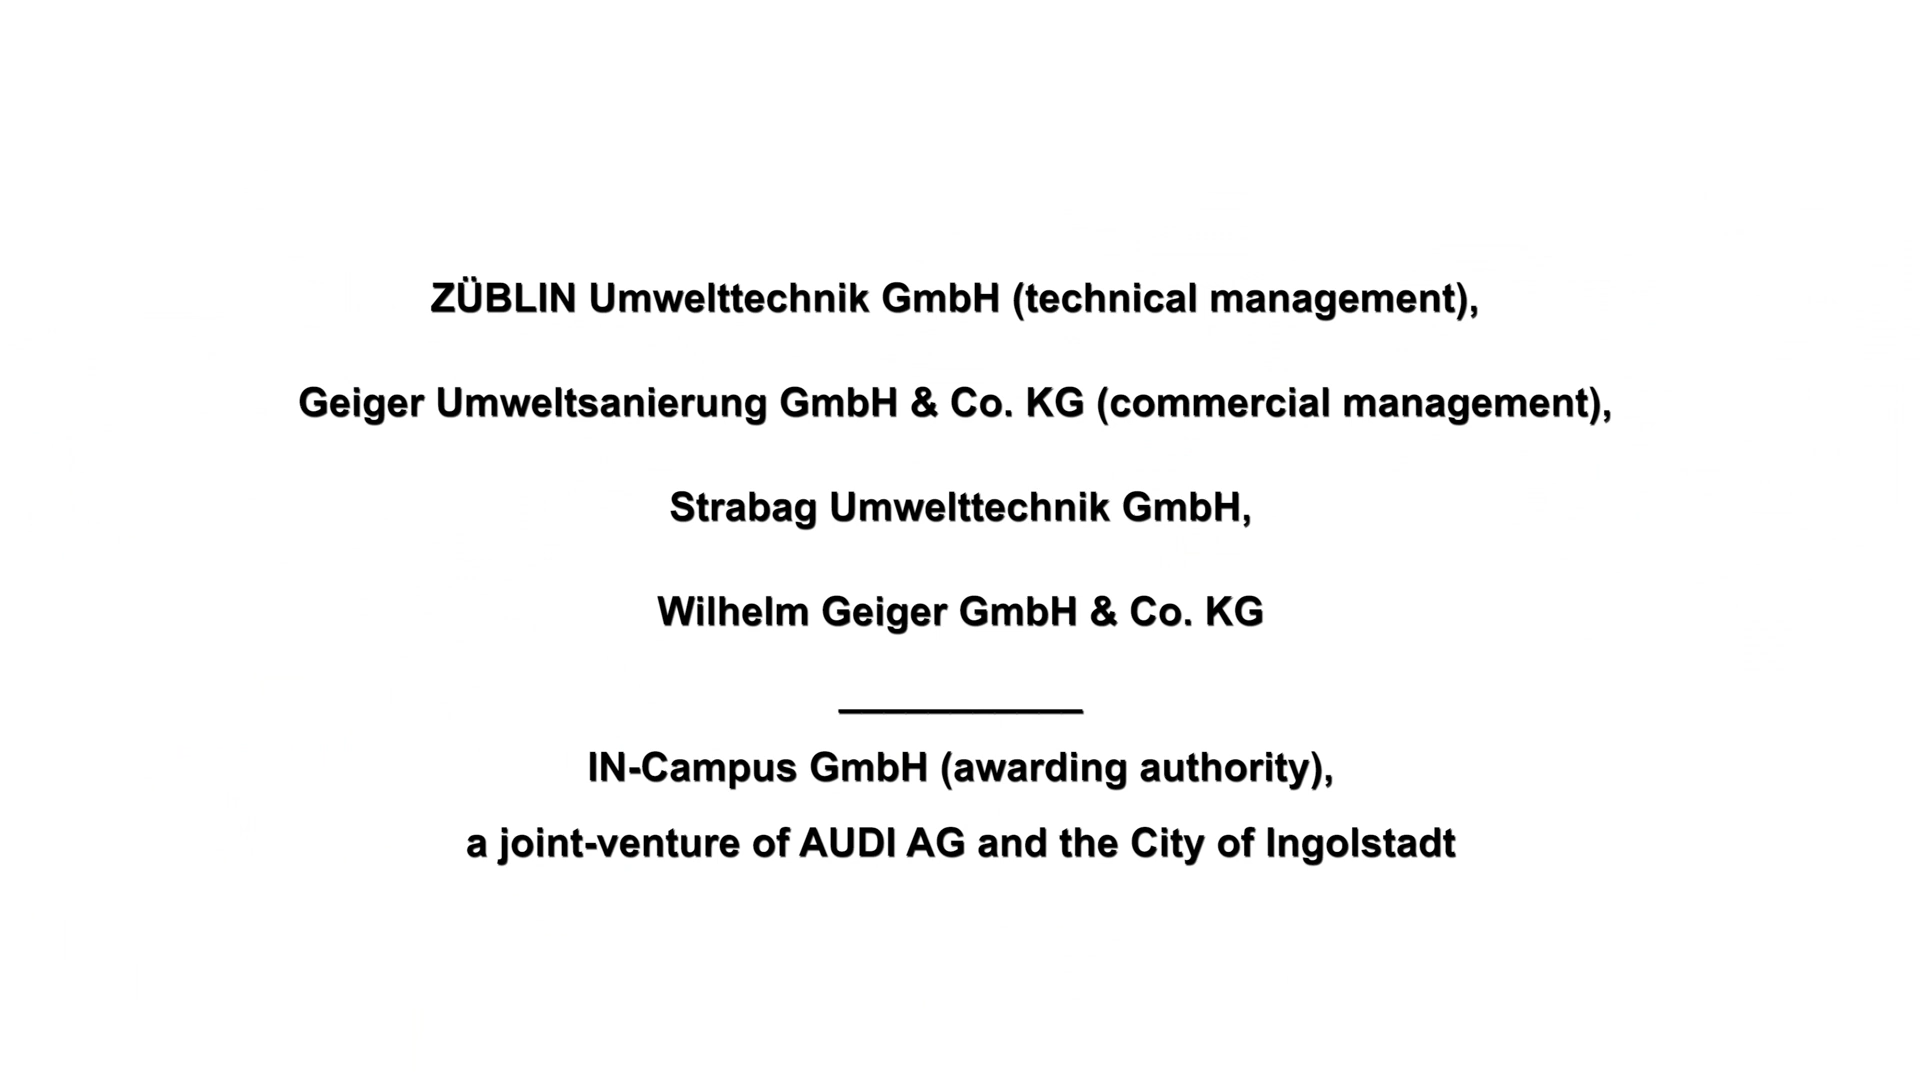 ZÜBLIN Umwelttechnik GmbH (technical management),
Geiger Umweltsanierung GmbH & Co. KG (commercial management),
Strabag Umwelttechnik GmbH,
Wilhelm Geiger GmbH & Co. KG
IN-Campus GmbH (awarding authority),
a joint-venture of AUDI AG and the City of Ingolstadt